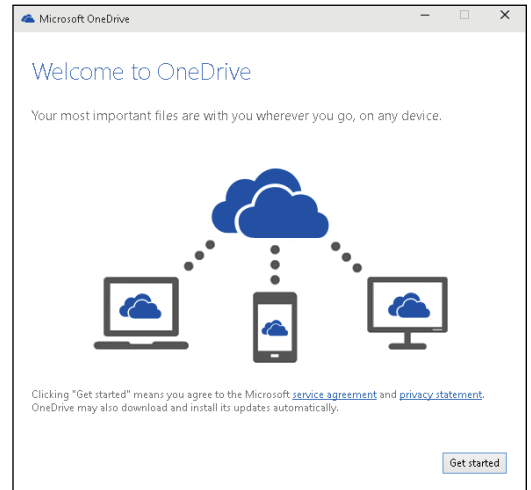 Microsoft OneDrive
Welcome to OneDrive
Your most important files are with you wherever you go, on any device.
Clicking "Get started" means you agree to the Microsoft service agreement and privacy statement.
OneDrive may also download and install its updates automatically.
Get started